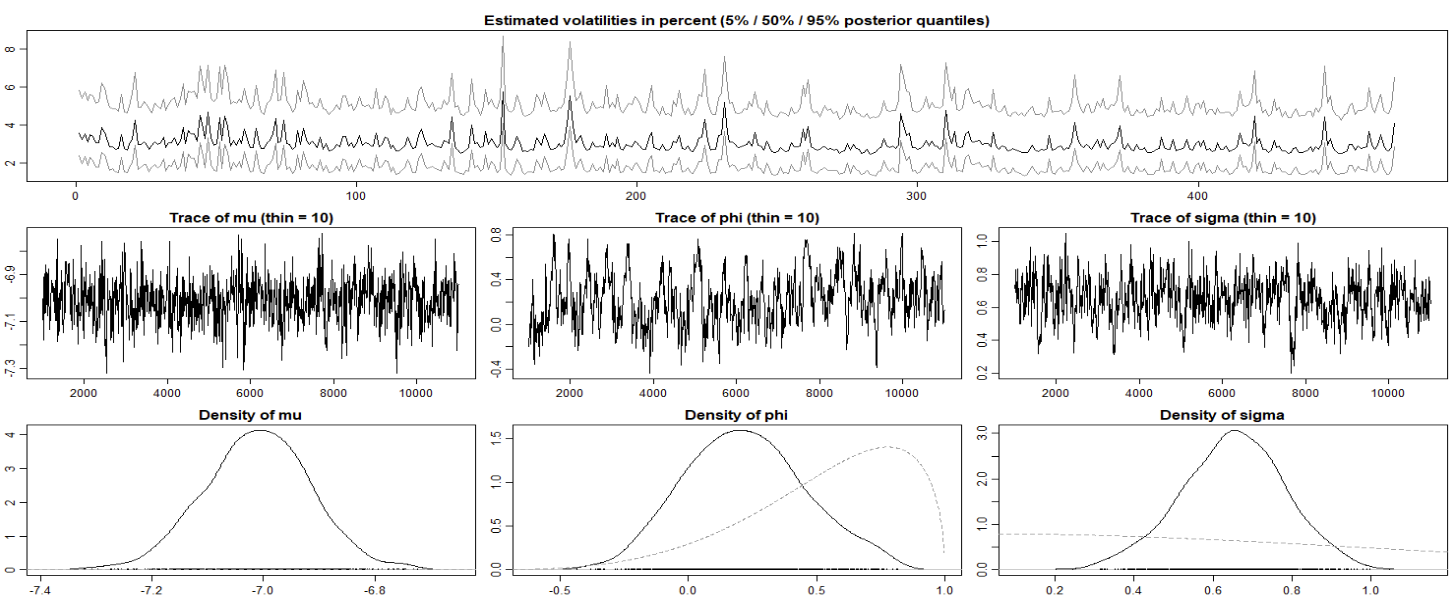 Estimated volatilities in percent (5% / 50% / 95% posterior quantiles)
8
6
4
2
0 100 200 300 400
Trace of mu (thin = 10) Trace of phi (thin = 10) Trace of sigma (thin = 10)
-6.9 0.8 1.0
-7.1 0.4 0.8
-7.3 0.0 0.6
-0.4 0.4
0.2
2000 4000 6000 8000 10000 2000 4000 6000 8000 10000 2000 4000 6000 8000 10000
Density of mu Density of phi Density of sigma
4 1.5 3.0
3 1.0 2.0
2 0.5 1.0
1 0.0 0.0
0
-7.4 -7.2 -7.0 -6.8 -0.5 0.0 0.5 1.0 0.2 0.4 0.6 0.8 1.0